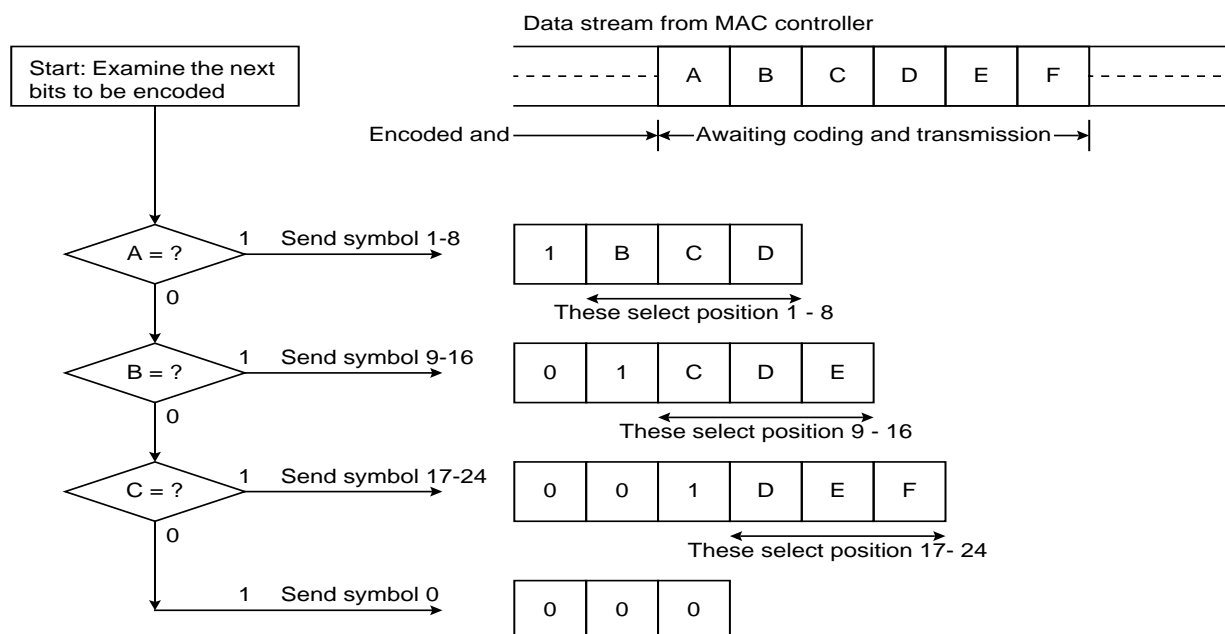 Data stream from MAC controller
Start: Examine the next
bits to be encoded
A B C D E F
Encoded and
Awaiting coding and transmission
A = ?
1 Send symbol 1-8
1 B C D
0
These select position 1 - 8
B = ?
1 Send symbol 9-16
0 1 C D E
0
These select position 9 - 16
C = ?
1 Send symbol 17-24
0 0 1 D E F
0
These select position 17- 24
1 Send symbol 0
0 0 0